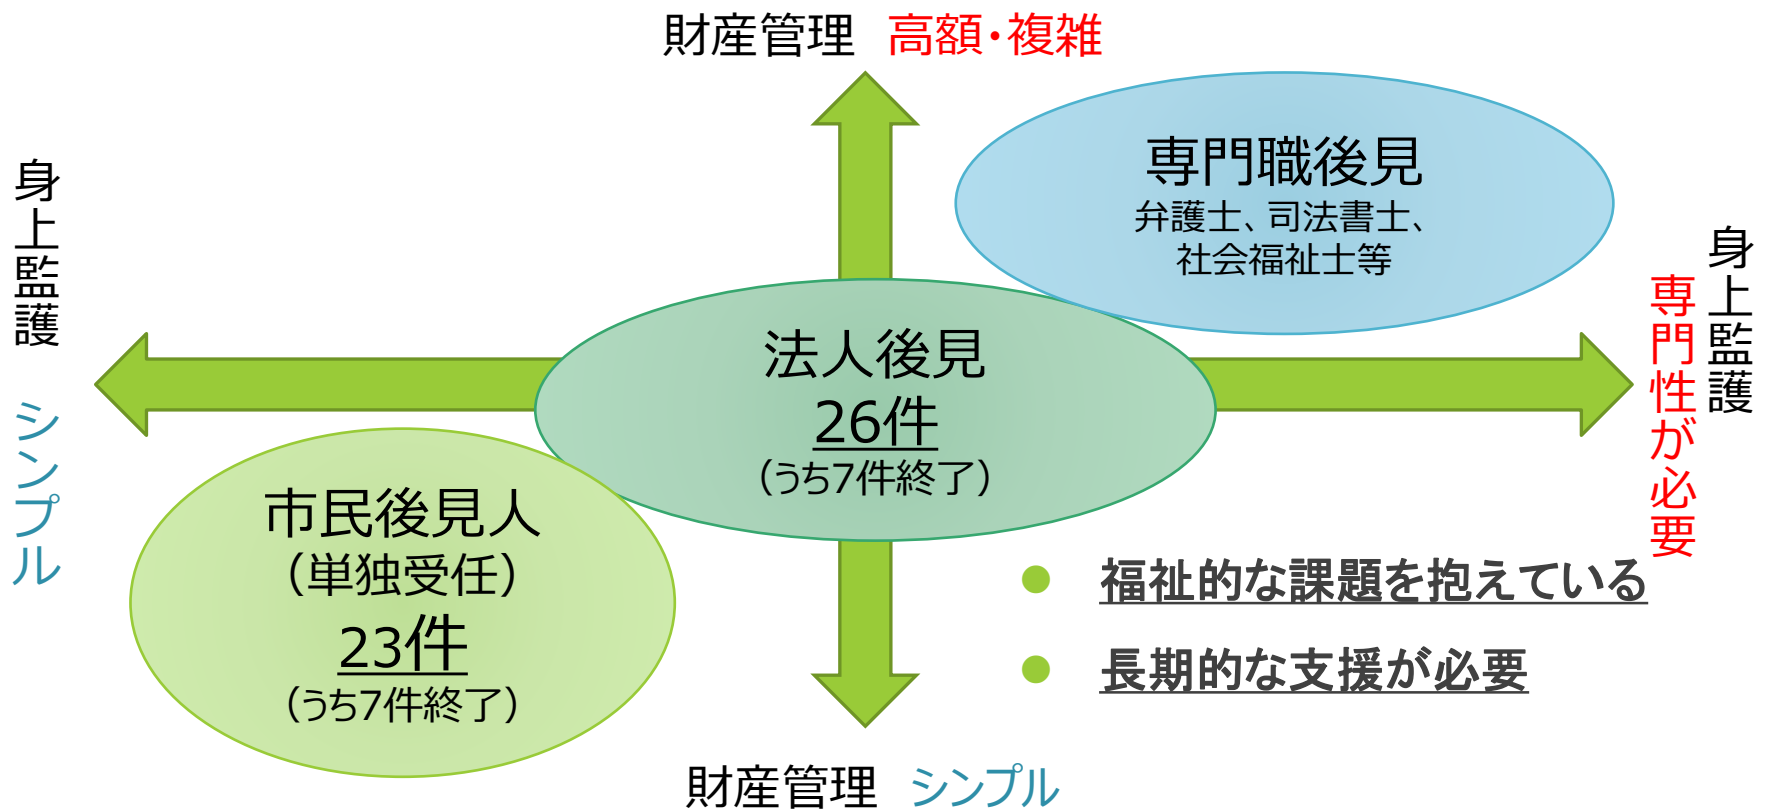 財産管理 高額・複雑
専門職後見
弁護士、司法書士、
社会福祉士等
身上監護 シンプル
身上監護
専門性が必要
法人後見
26件
（うち7件終了）
市民後見人
（単独受任）
23件
（うち7件終了）
● 福祉的な課題を抱えている
● 長期的な支援が必要
財産管理 シンプル